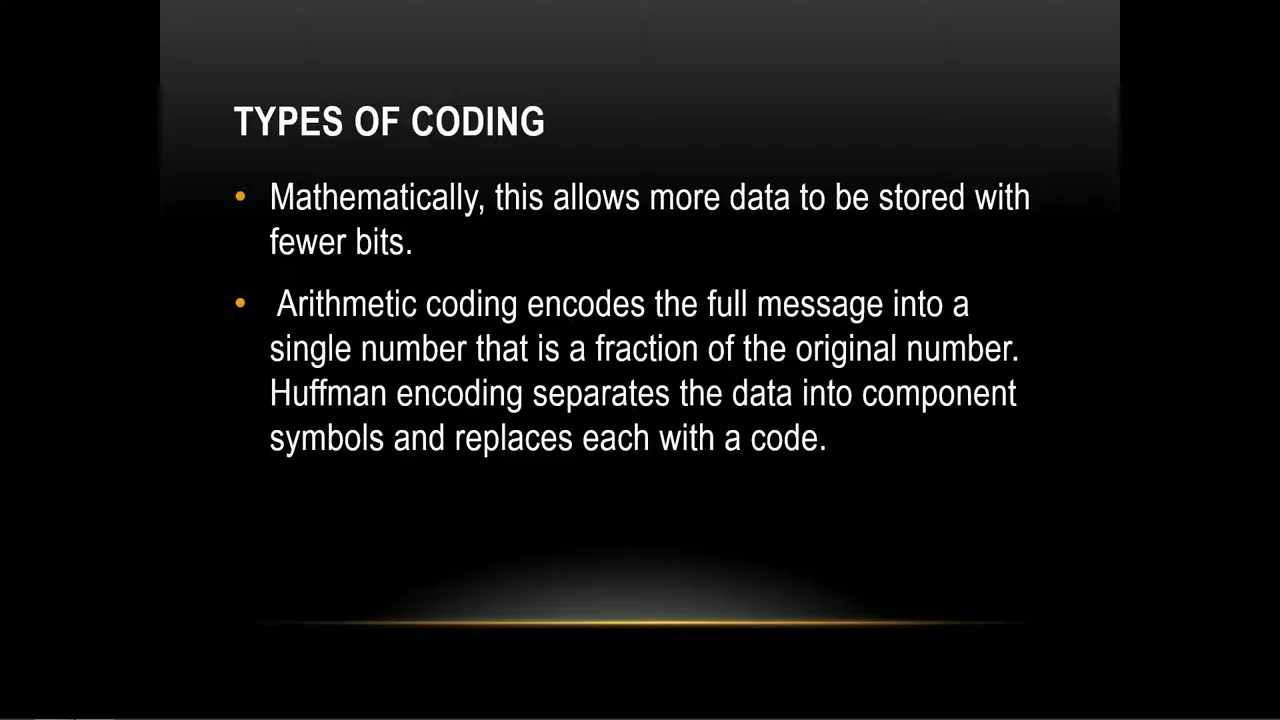 TYPES OF CODING
• Mathematically, this allows more data to be stored with
fewer bits.
• Arithmetic coding encodes the full message into a
single number that is a fraction of the original number.
Huffman encoding separates the data into component
symbols and replaces each with a code.